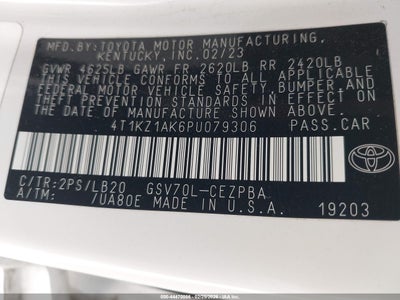 MFD. BY:TOYOTA MOTOR MANUFACTURING,
KENTUCKY, INC. 02/23
GVWR 4625LB GAWR FR 2620LB RR 2420LB
THIS VEHICLE CONFORMS TO ALL APPLICABLE
FEDERAL MOTOR VEHICLE SAFETY, BUMPER,AND
THEFT PREVENTION STANDARDS IN EFFECT ON
THE DATE OF MANUFACTURE SHOWN ABOVE.
4T1KZ1AK6PU079306 PASS.CAR
TOYOTA
C/TR:2PS/LB20 GSV70L-CEZPBA
A/TM: /UA80E MADE IN U.S.A. 19203